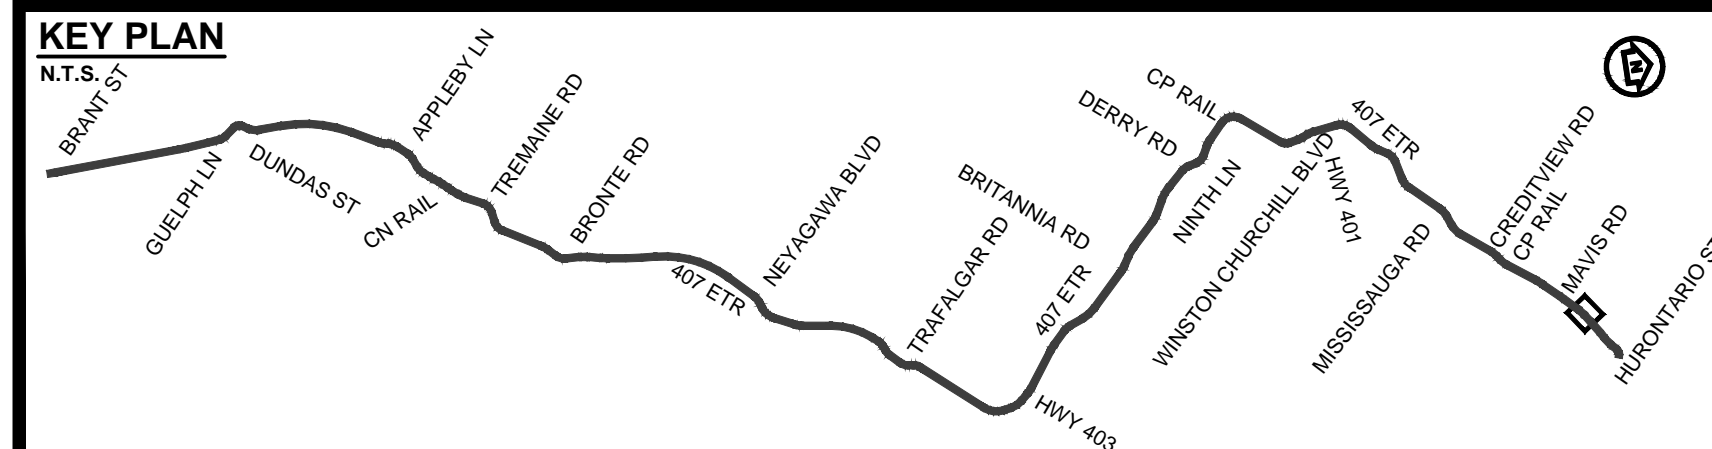 KEY PLAN
N.T.S.
BRANT ST
GUELPH LN
DUNDAS ST
CN RAIL
APPLEBY LN
TREMAINE RD
BRONTE RD
407 ETR
NEYAGAWA BLVD
TRAFALGAR RD
HWY 403
407 ETR
BRITANNIA RD
DERRY RD
CP RAIL
NINTH LN
WINSTON CHURCHILL BLVD
HWY 401
407 ETR
MISSISSAUGA RD
CREDITVIEW RD
CP RAIL
MAVIS RD
HURONTARIO ST
N